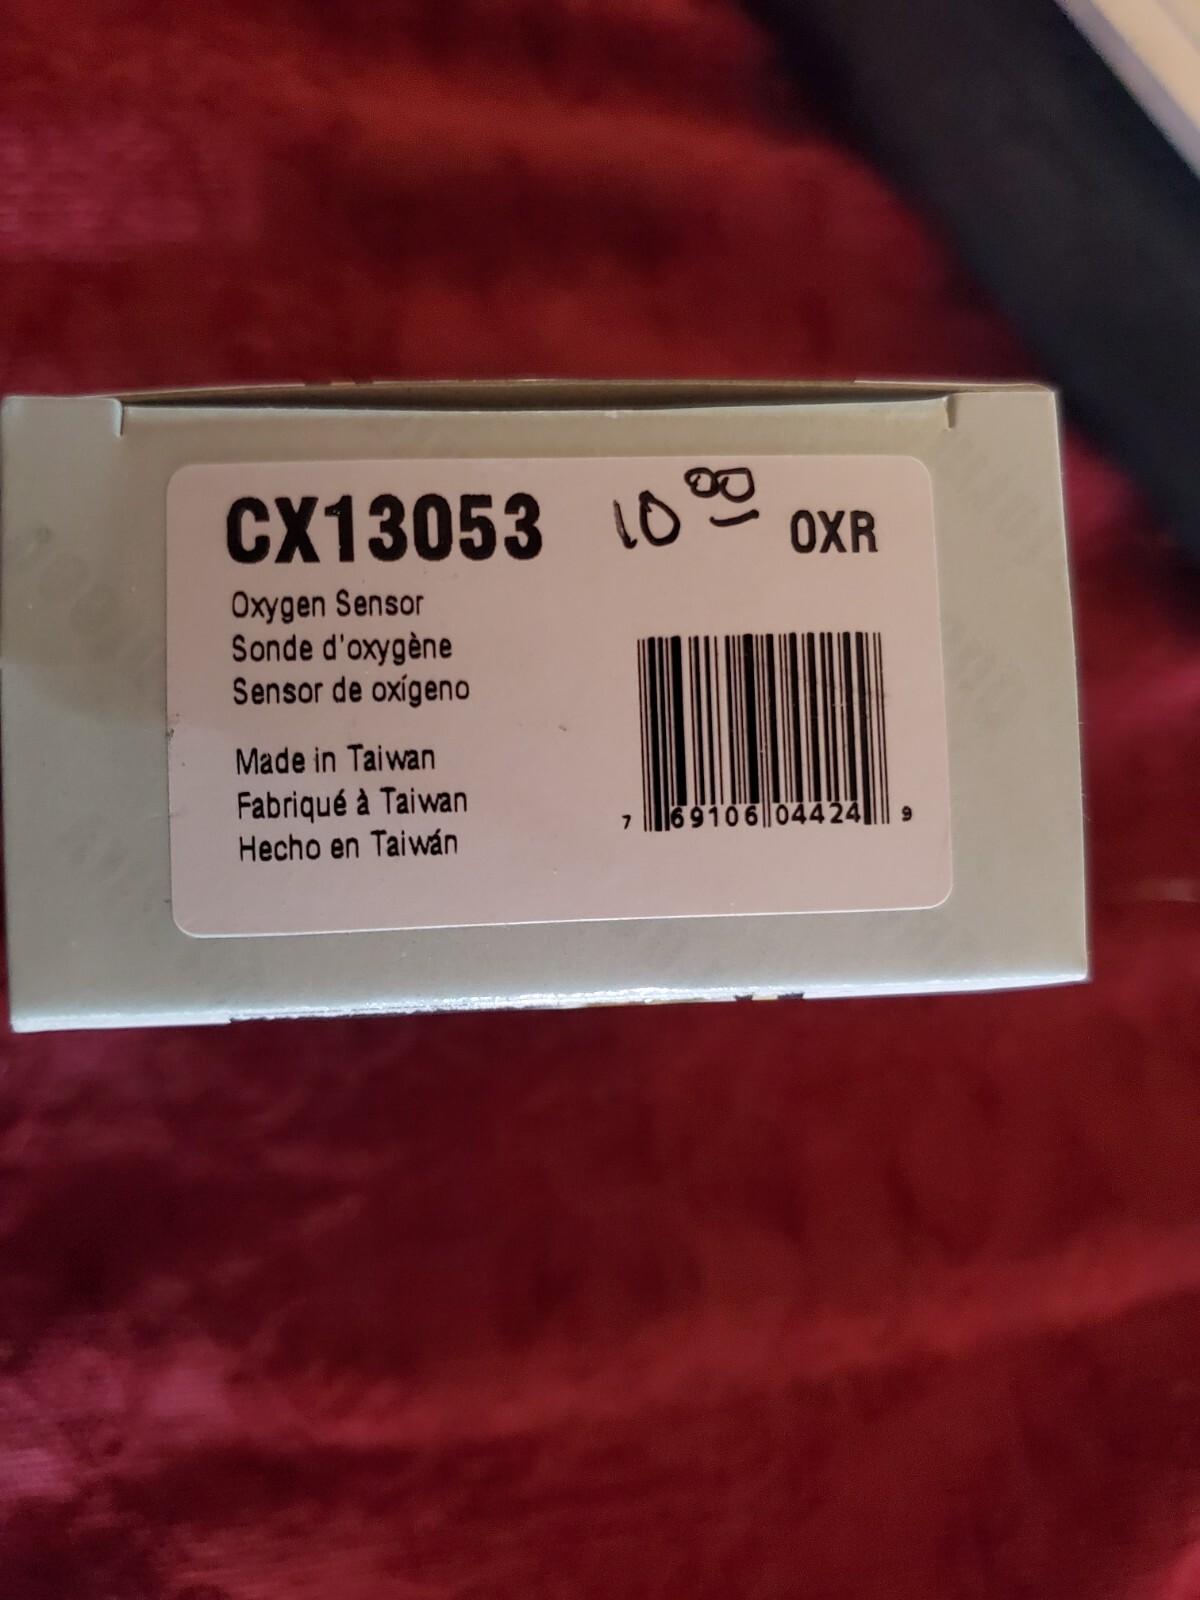 CX13053 10 00 OXR
Oxygen Sensor
Sonde d'oxygène
Sensor de oxígeno
Made in Taiwan
Fabriqué à Taiwan
Hecho en Taiwán
7 69106 04424 9